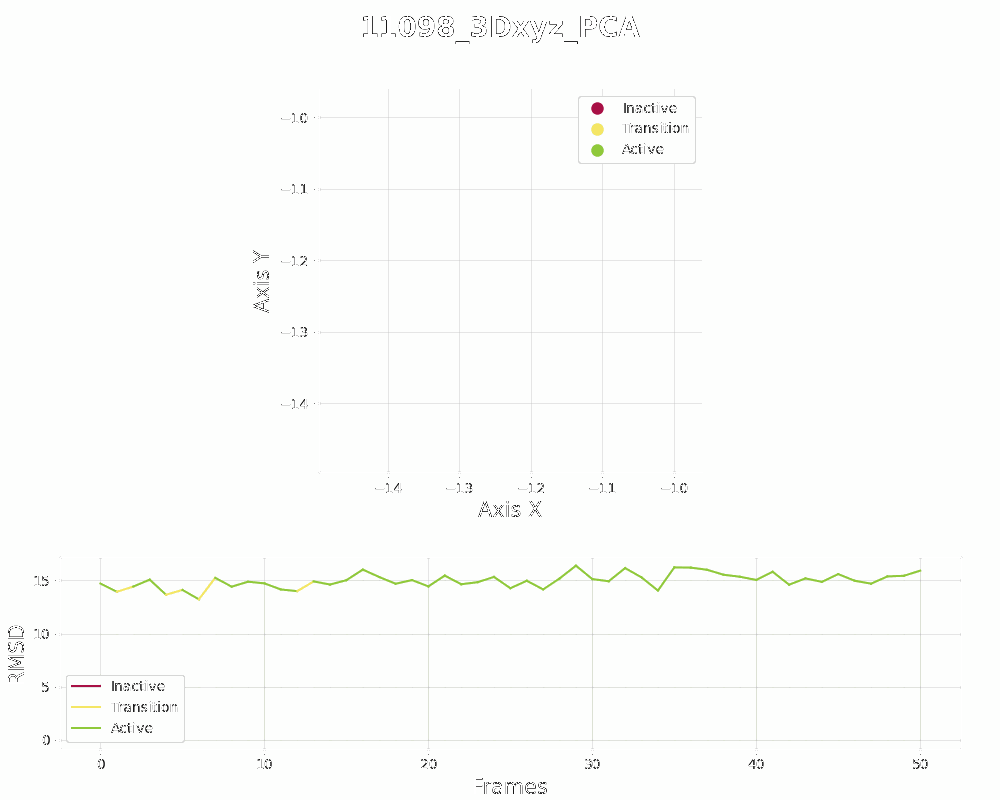 11098_3Dxyz_PCA
Inactive
Transition
Active
−1.0
−1.1
−1.2
−1.3
−1.4
Axis Y
−1.4 −1.3 −1.2 −1.1 −1.0
Axis X
15
10
5
0
RMSD
Inactive
Transition
Active
0 10 20 30 40 50
Frames